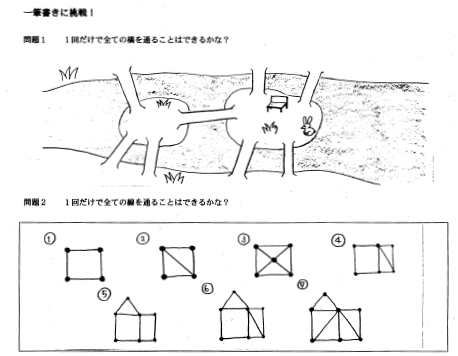 一筆書きに挑戦！
問題１　１回だけで全ての橋を通ることはできるかな？
問題２　１回だけで全ての線を通ることはできるかな？
① ② ③ ④
⑤ ⑥